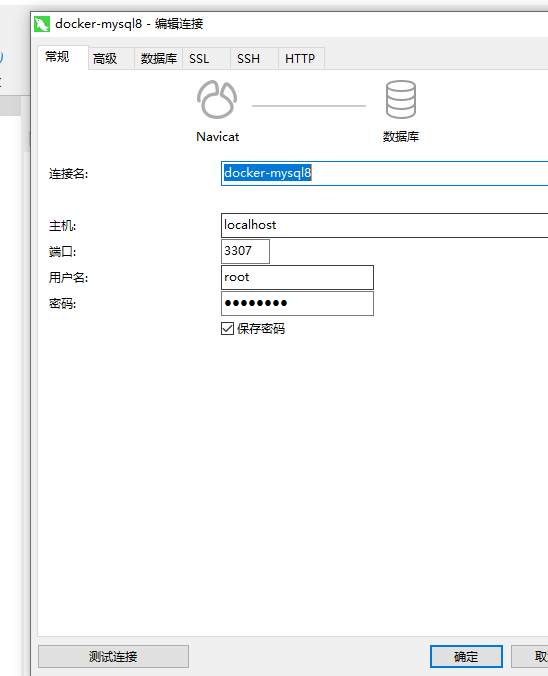 docker-mysql8 - 编辑连接
常规 高级 数据库 SSL SSH HTTP
Navicat 数据库
连接名: docker-mysql8
主机: localhost
端口: 3307
用户名: root
密码: ●●●●●●●●
保存密码
测试连接 确定 取